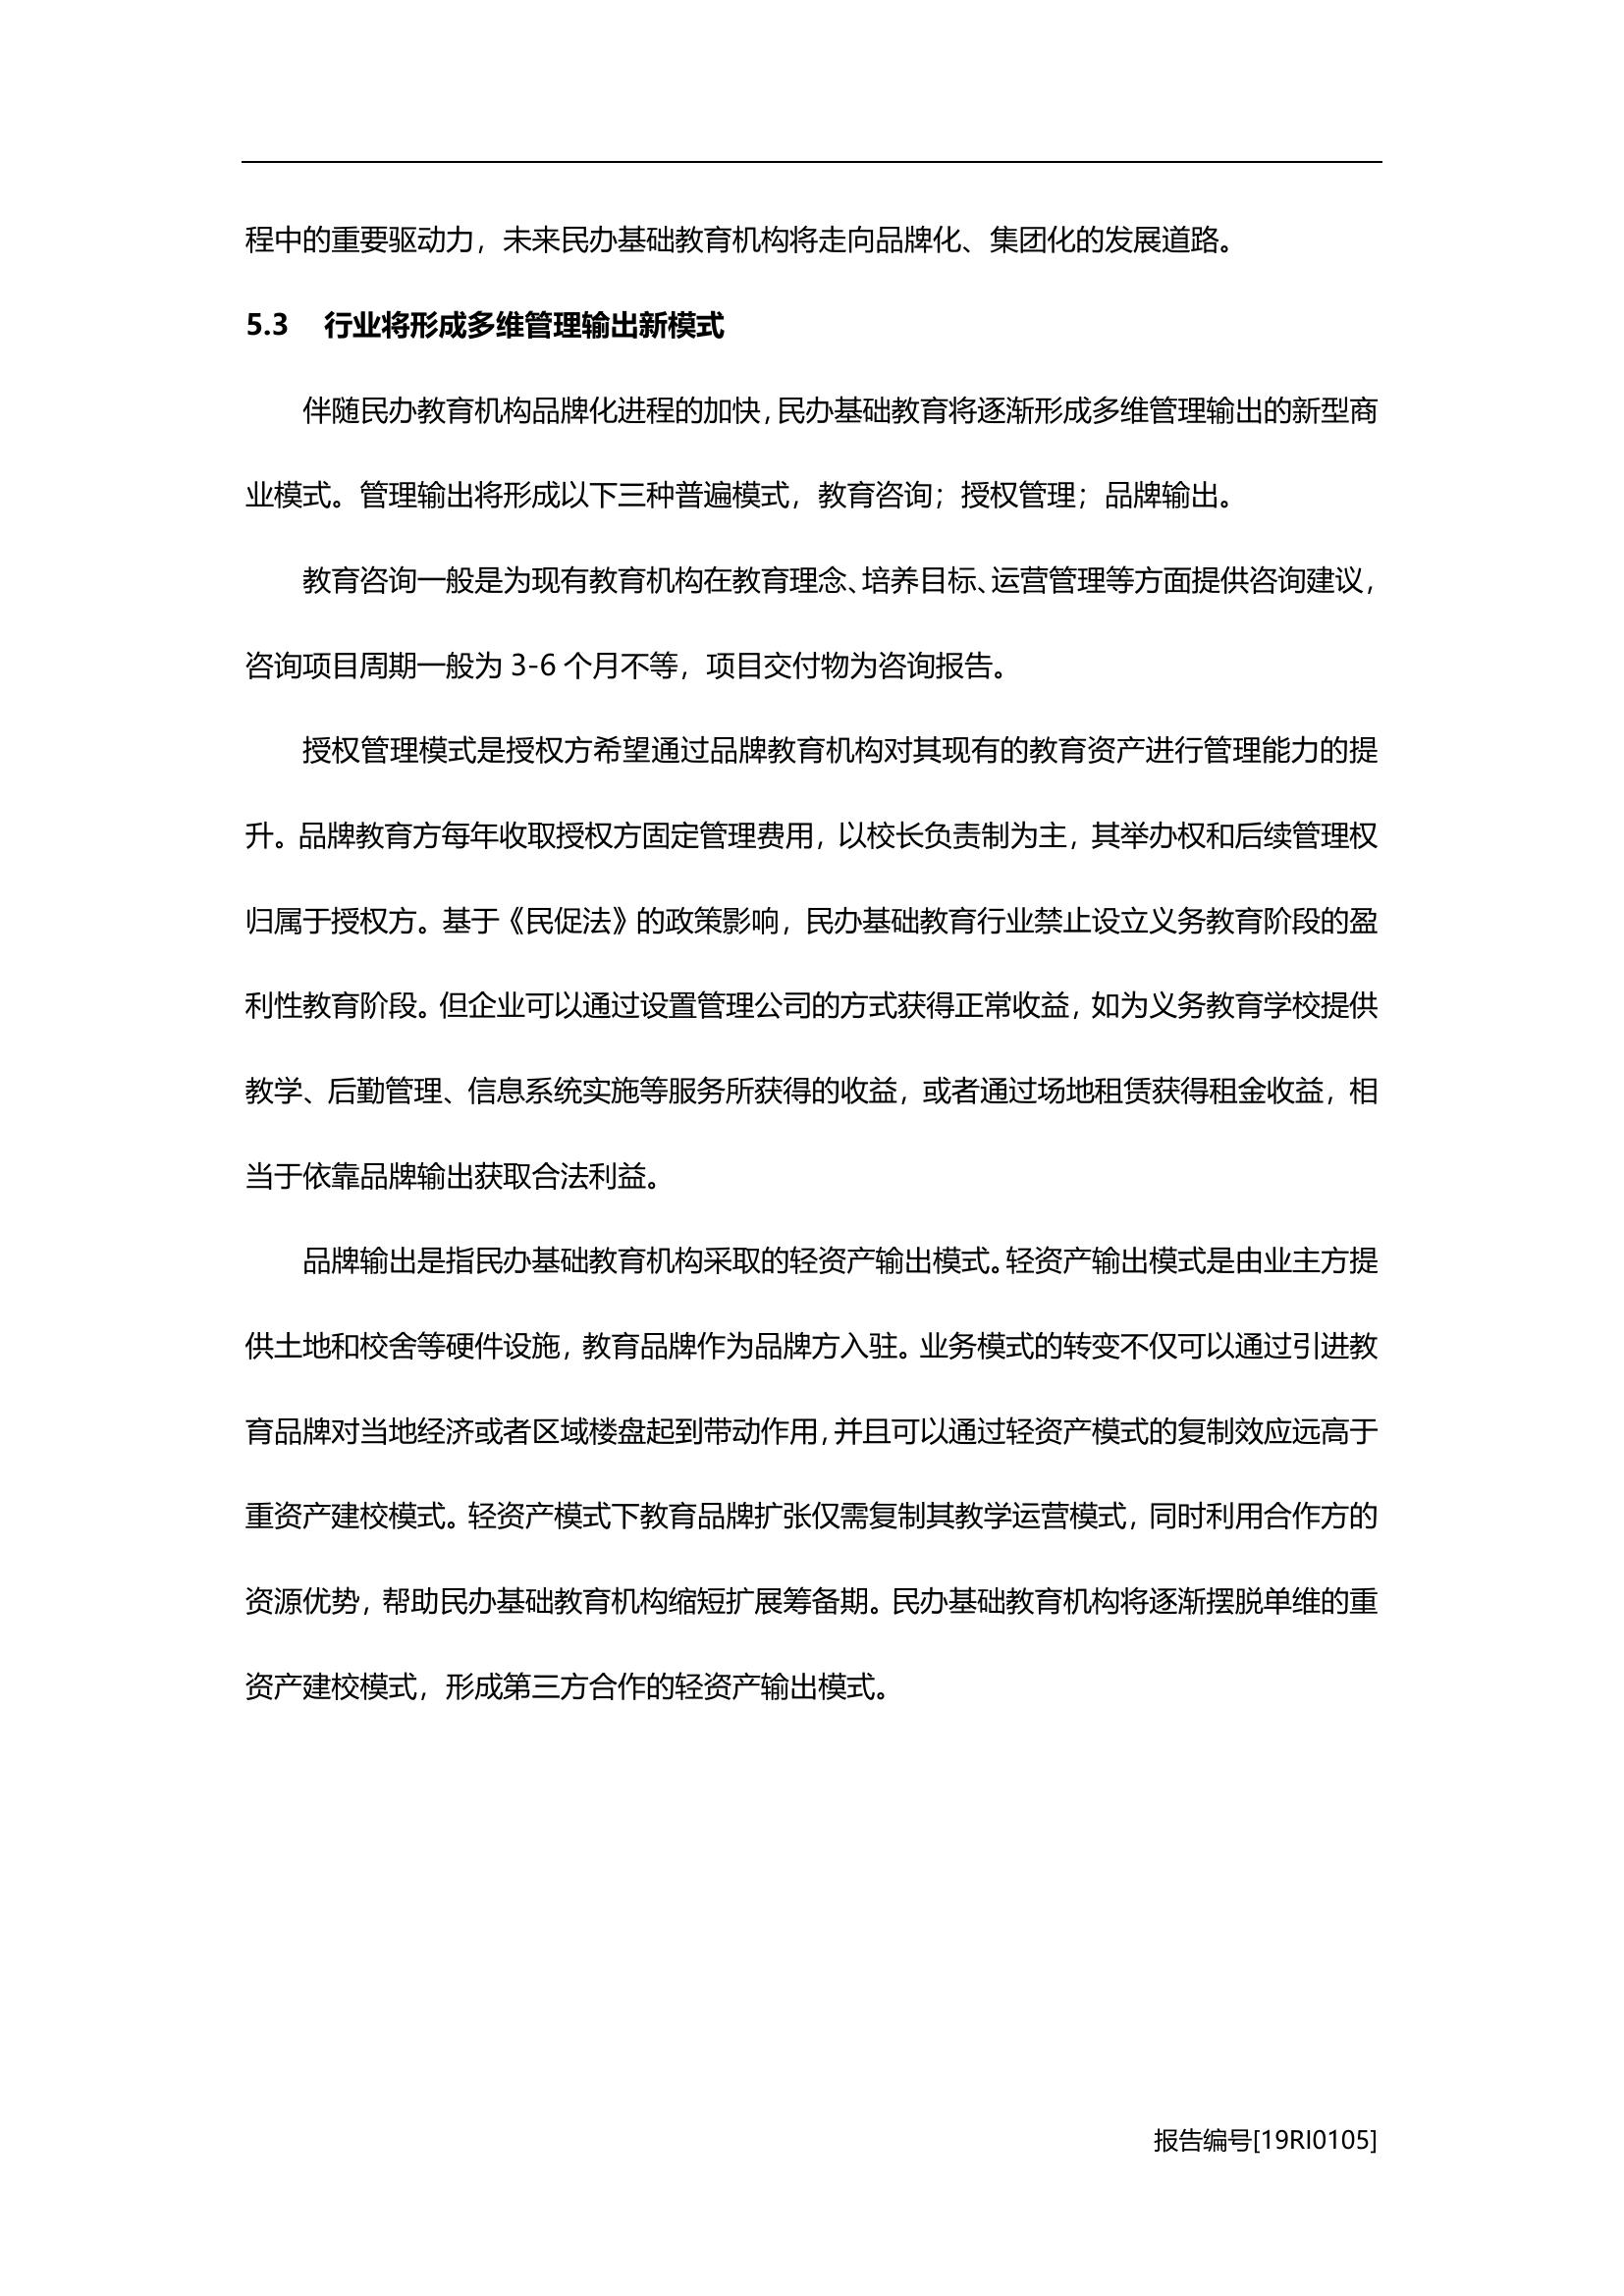 程中的重要驱动力，未来民办基础教育机构将走向品牌化、集团化的发展道路。
5.3 行业将形成多维管理输出新模式
伴随民办教育机构品牌化进程的加快，民办基础教育将逐渐形成多维管理输出的新型商
业模式。管理输出将形成以下三种普遍模式，教育咨询；授权管理；品牌输出。
教育咨询一般是为现有教育机构在教育理念、培养目标、运营管理等方面提供咨询建议，
咨询项目周期一般为 3-6 个月不等，项目交付物为咨询报告。
授权管理模式是授权方希望通过品牌教育机构对其现有的教育资产进行管理能力的提
升。品牌教育方每年收取授权方固定管理费用，以校长负责制为主，其举办权和后续管理权
归属于授权方。基于《民促法》的政策影响，民办基础教育行业禁止设立义务教育阶段的盈
利性教育阶段。但企业可以通过设置管理公司的方式获得正常收益，如为义务教育学校提供
教学、后勤管理、信息系统实施等服务所获得的收益，或者通过场地租赁获得租金收益，相
当于依靠品牌输出获取合法利益。
品牌输出是指民办基础教育机构采取的轻资产输出模式。轻资产输出模式是由业主方提
供土地和校舍等硬件设施，教育品牌作为品牌方入驻。业务模式的转变不仅可以通过引进教
育品牌对当地经济或者区域楼盘起到带动作用，并且可以通过轻资产模式的复制效应远高于
重资产建校模式。轻资产模式下教育品牌扩张仅需复制其教学运营模式，同时利用合作方的
资源优势，帮助民办基础教育机构缩短扩展筹备期。民办基础教育机构将逐渐摆脱单维的重
资产建校模式，形成第三方合作的轻资产输出模式。
报告编号[19RI0105]